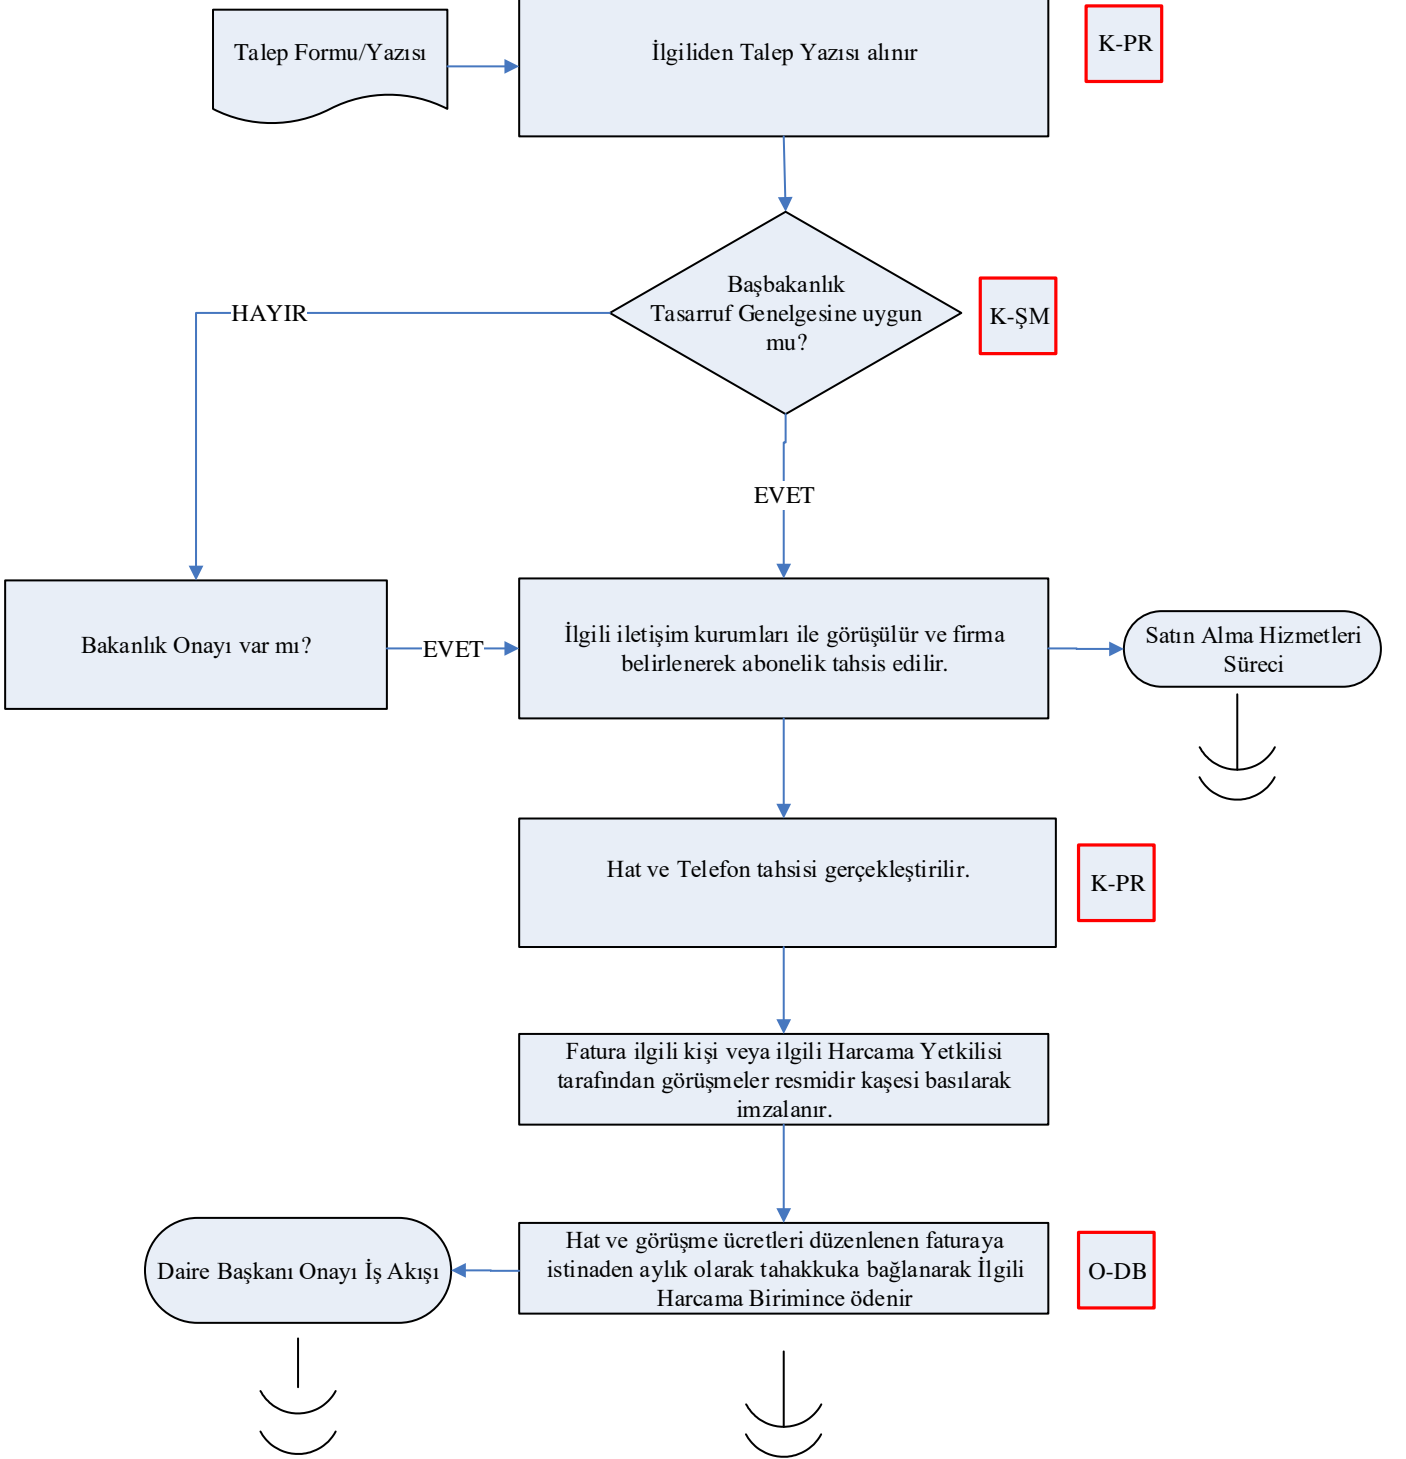 Talep Formu/Yazısı
İlgiliden Talep Yazısı alınır
K-PR
Başbakanlık
Tasarruf Genelgesine uygun
mu?
K-ŞM
HAYIR
EVET
Bakanlık Onayı var mı?
EVET
İlgili iletişim kurumları ile görüşülür ve firma
belirlenerek abonelik tahsis edilir.
Satın Alma Hizmetleri
Süreci
Hat ve Telefon tahsisi gerçekleştirilir.
K-PR
Fatura ilgili kişi veya ilgili Harcama Yetkilisi
tarafından görüşmeler resmidir kaşesi basılarak
imzalanır.
Daire Başkanı Onayı İş Akışı
Hat ve görüşme ücretleri düzenlenen faturaya
istinaden aylık olarak tahakkuka bağlanarak İlgili
Harcama Birimince ödenir
O-DB